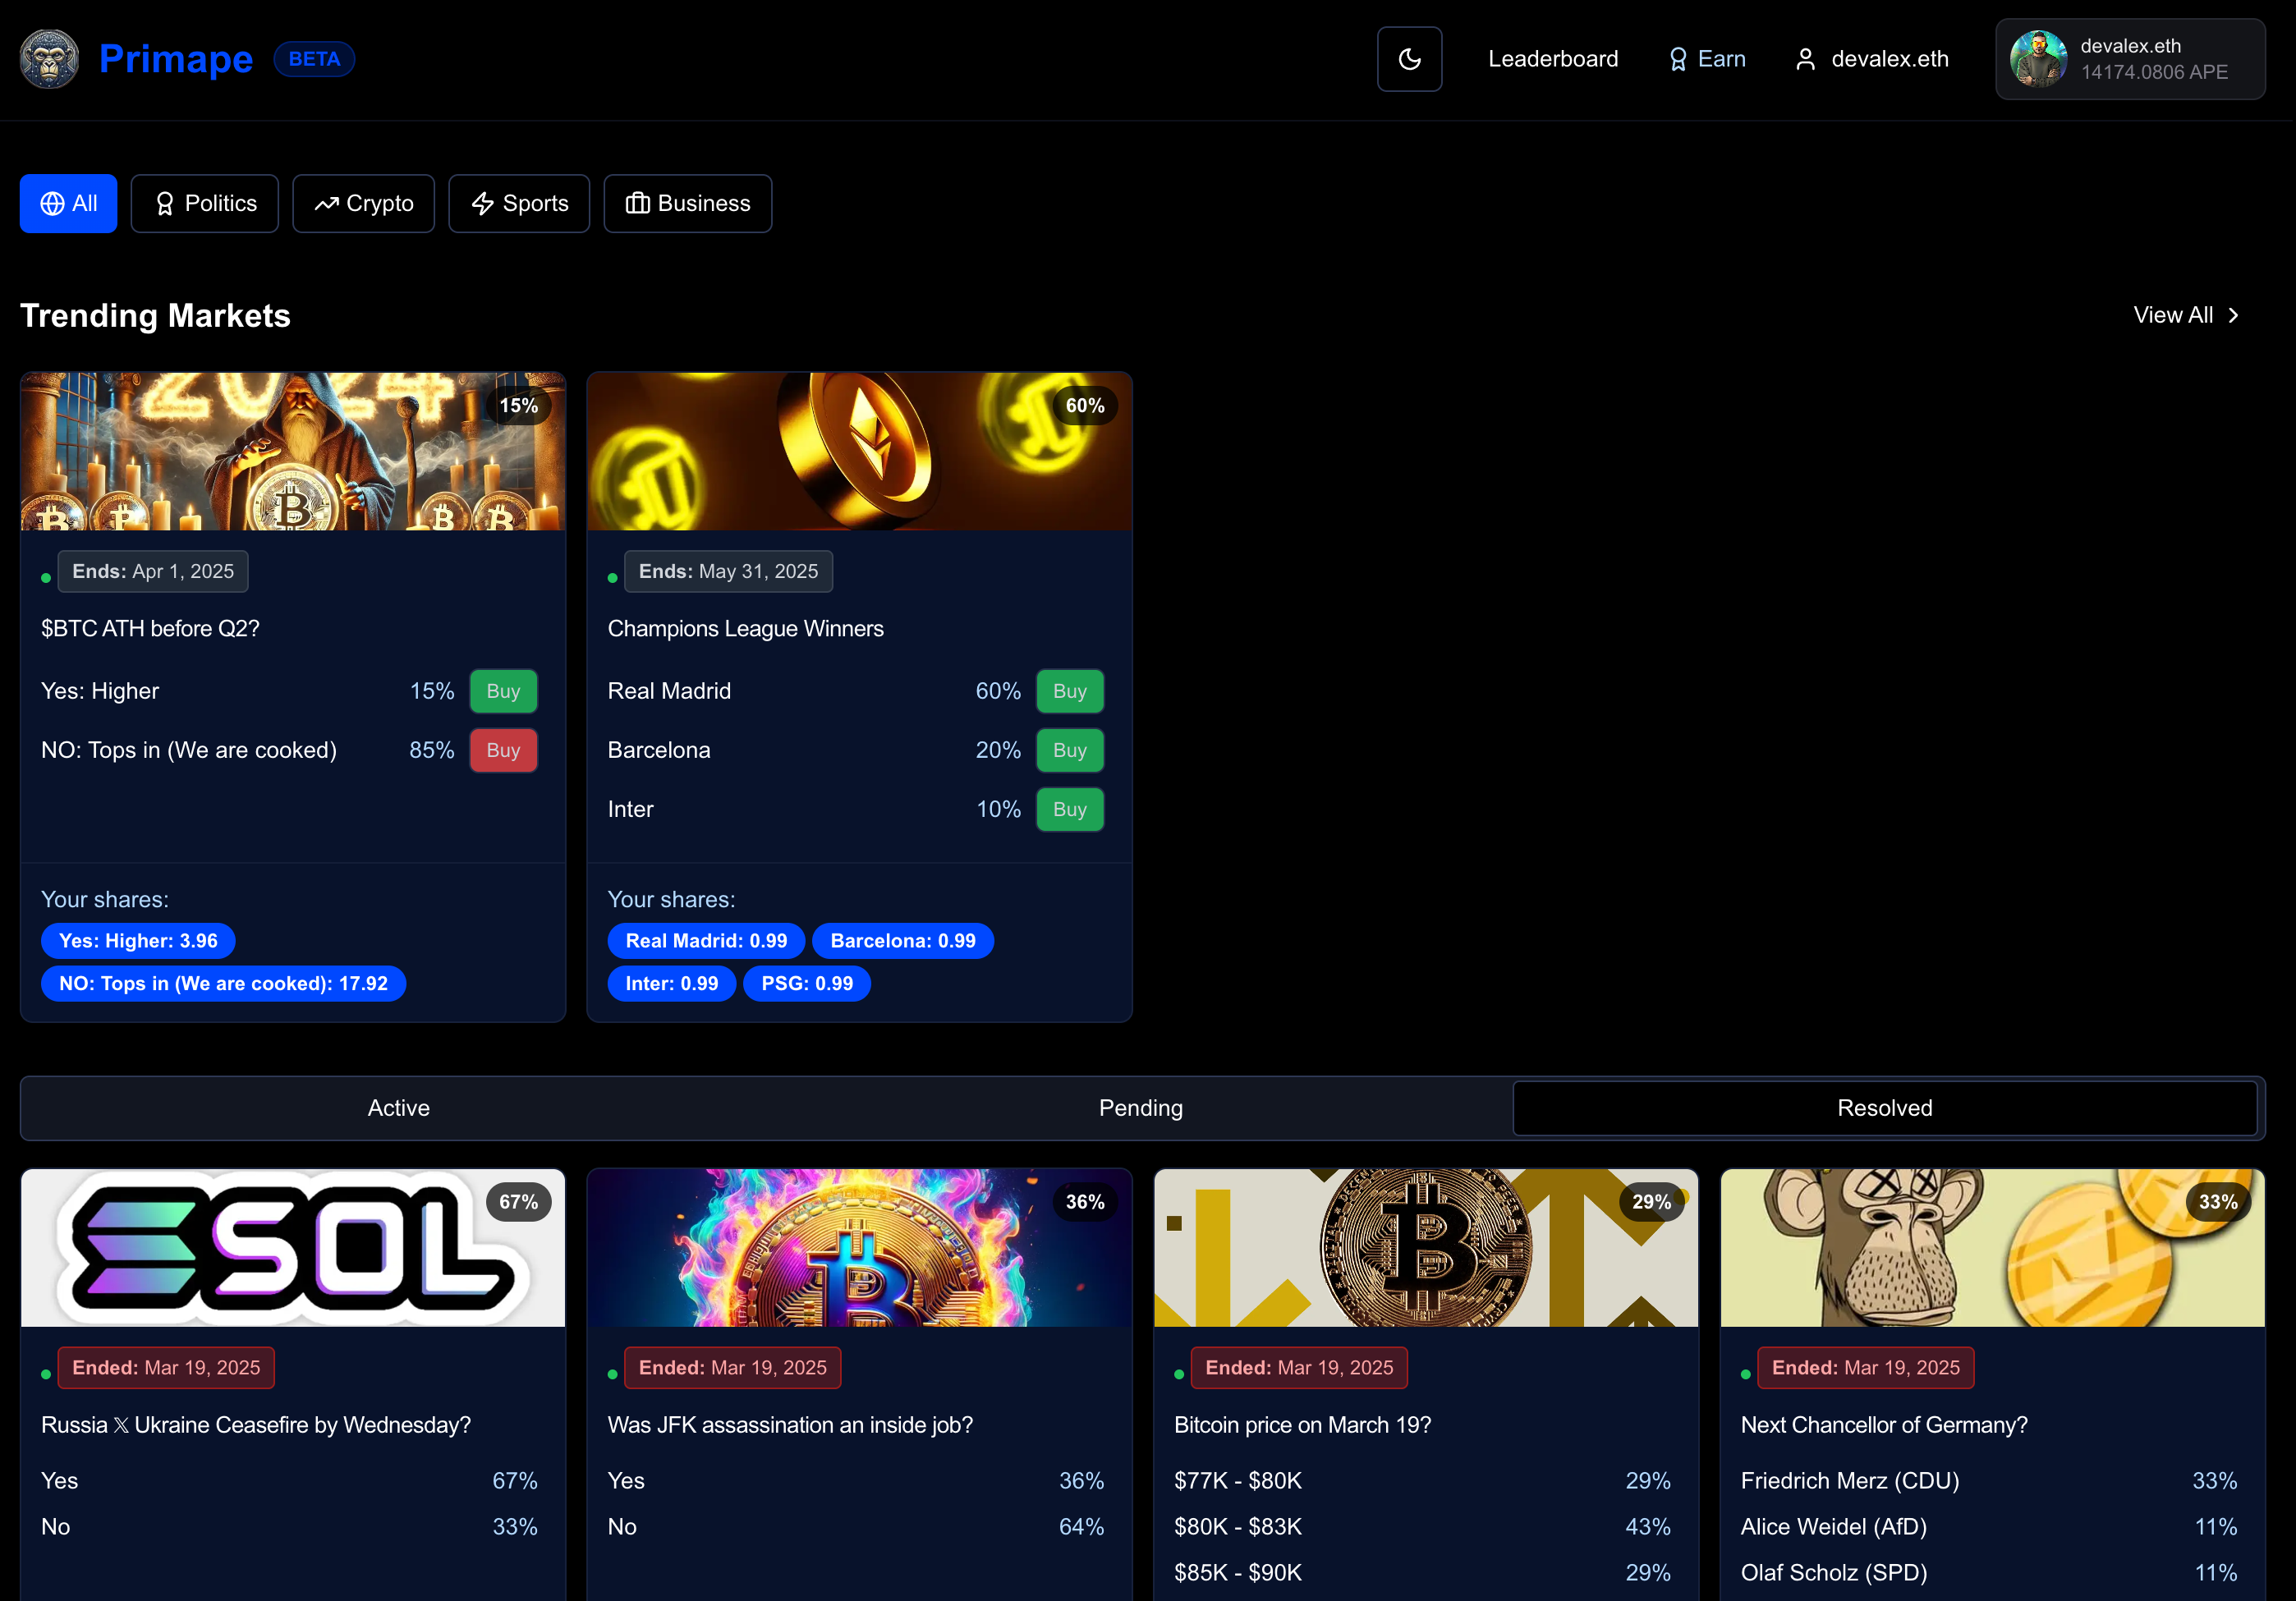 Primape BETA
Leaderboard
Earn
devalex.eth
devalex.eth
14174.0806 APE
All
Politics
Crypto
Sports
Business
Trending Markets
View All
2024
15%
Ends: Apr 1, 2025
$BTC ATH before Q2?
Yes: Higher 15% Buy
NO: Tops in (We are cooked) 85% Buy
Your shares:
Yes: Higher: 3.96
NO: Tops in (We are cooked): 17.92
60%
Ends: May 31, 2025
Champions League Winners
Real Madrid 60% Buy
Barcelona 20% Buy
Inter 10% Buy
Your shares:
Real Madrid: 0.99 Barcelona: 0.99
Inter: 0.99 PSG: 0.99
Active
Pending
Resolved
SOL
67%
Ended: Mar 19, 2025
Russia 𝕏 Ukraine Ceasefire by Wednesday?
Yes 67%
No 33%
36%
Ended: Mar 19, 2025
Was JFK assassination an inside job?
Yes 36%
No 64%
29%
Ended: Mar 19, 2025
Bitcoin price on March 19?
$77K - $80K 29%
$80K - $83K 43%
$85K - $90K 29%
33%
Ended: Mar 19, 2025
Next Chancellor of Germany?
Friedrich Merz (CDU) 33%
Alice Weidel (AfD) 11%
Olaf Scholz (SPD) 11%